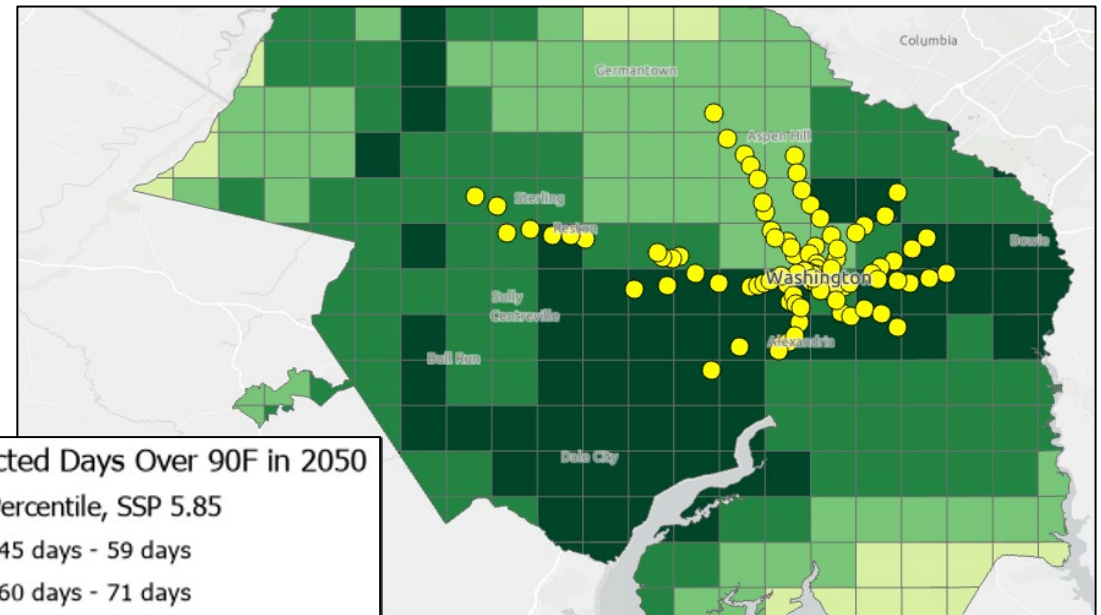 Columbia
Germantown
Aspen Hill
Sterling
Reston
Bowie
Washington
Sully
Centreville
Alexandria
Bull Run
Dale City
cted Days Over 90F in 2050
Percentile, SSP 5.85
45 days - 59 days
60 days - 71 days